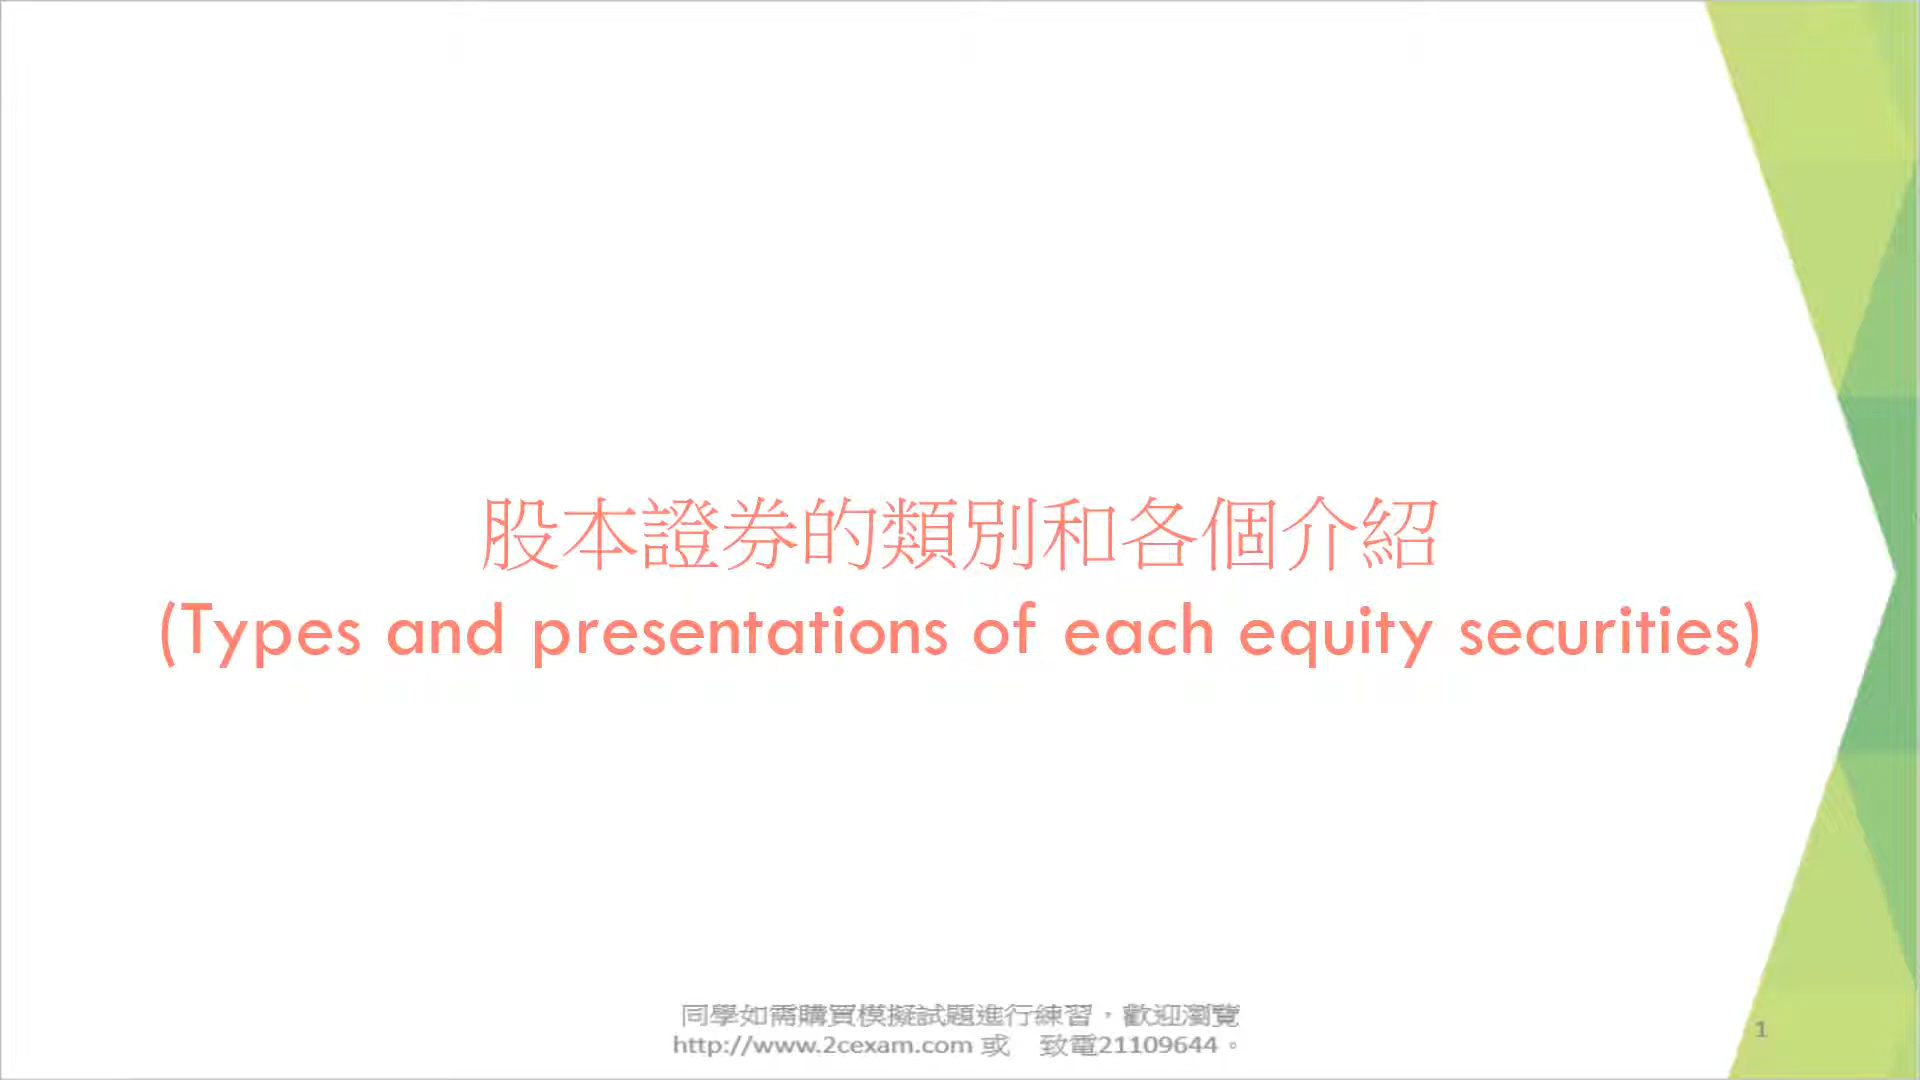 股本證券的類別和各個介紹
(Types and presentations of each equity securities)
同學如需購買模擬試題進行練習，歡迎瀏覽
http://www.2cexam.com 或 致電21109644。
1